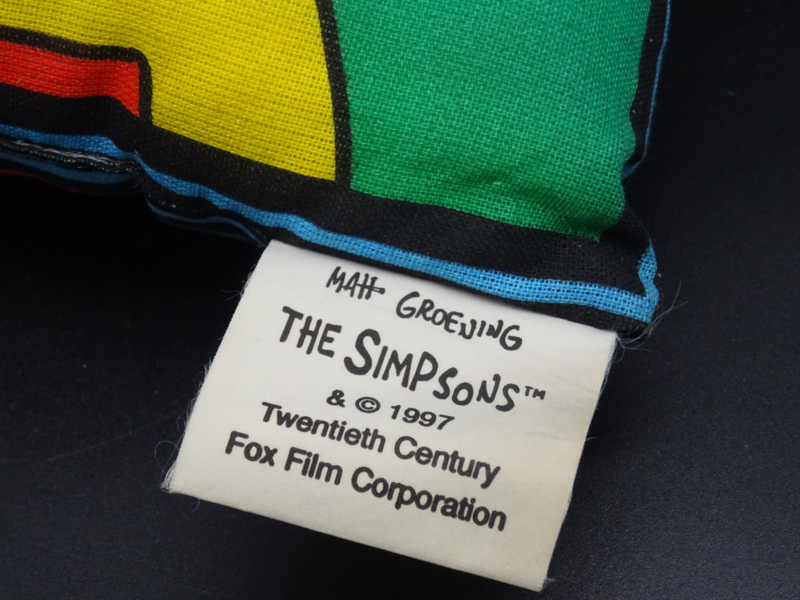 MATT GROENING
THE SIMPSONS™
& © 1997
Twentieth Century
Fox Film Corporation